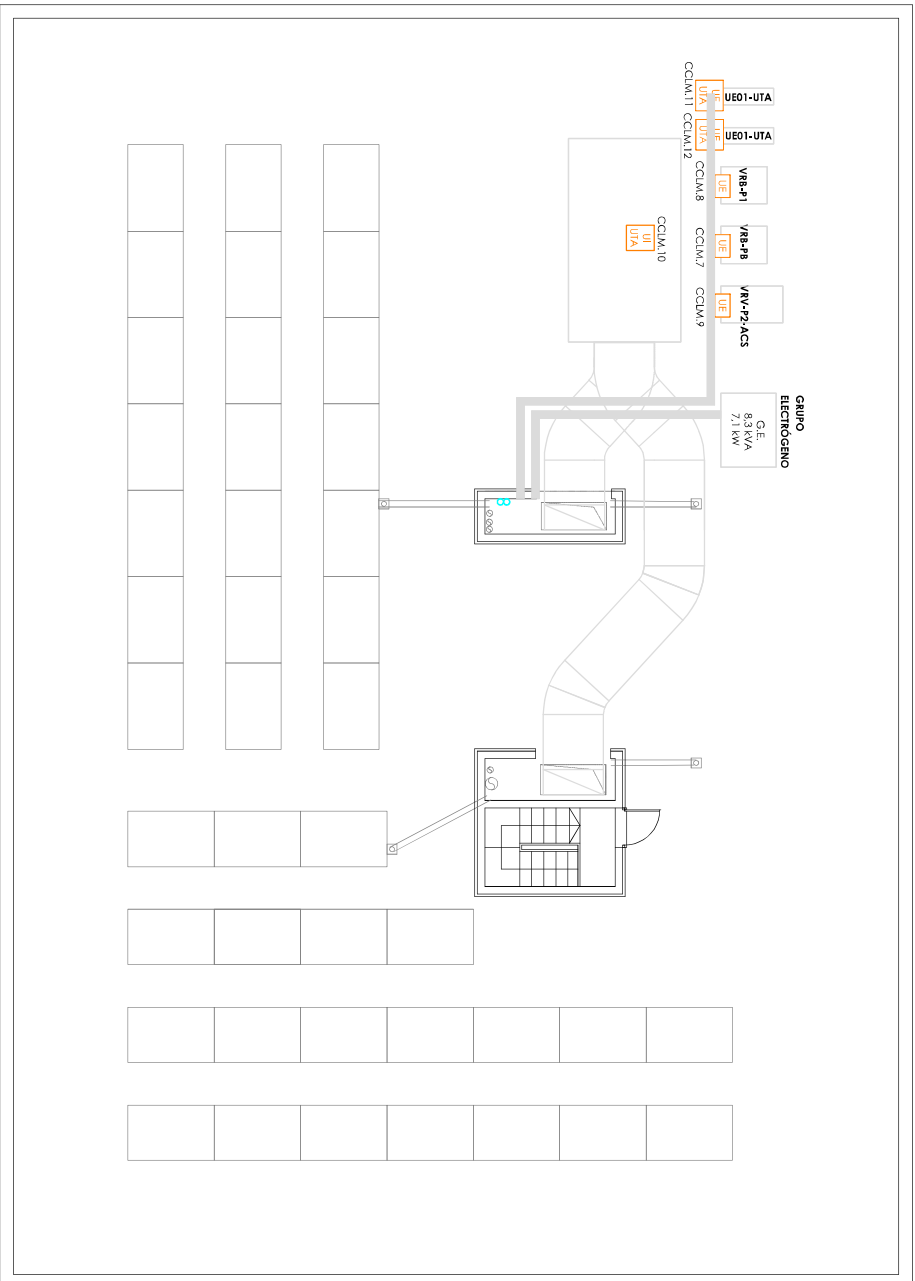 CCLM.11
UE
UTA
UE01-UTA
CCLM.12
UE
UTA
UE01-UTA
CCLM.8
UE
VRB-P1
CCLM.10
UI
UTA
CCLM.7
UE
VRB-PB
CCLM.9
UE
VRV-P2-ACS
GRUPO
ELECTRÓGENO
G.E.
8,3 kVA
7,1 kW